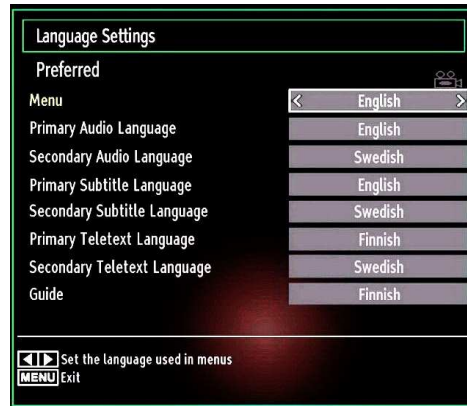 Language Settings
Preferred
Menu English
Primary Audio Language English
Secondary Audio Language Swedish
Primary Subtitle Language English
Secondary Subtitle Language Swedish
Primary Teletext Language Finnish
Secondary Teletext Language Swedish
Guide Finnish
Set the language used in menus
MENU Exit